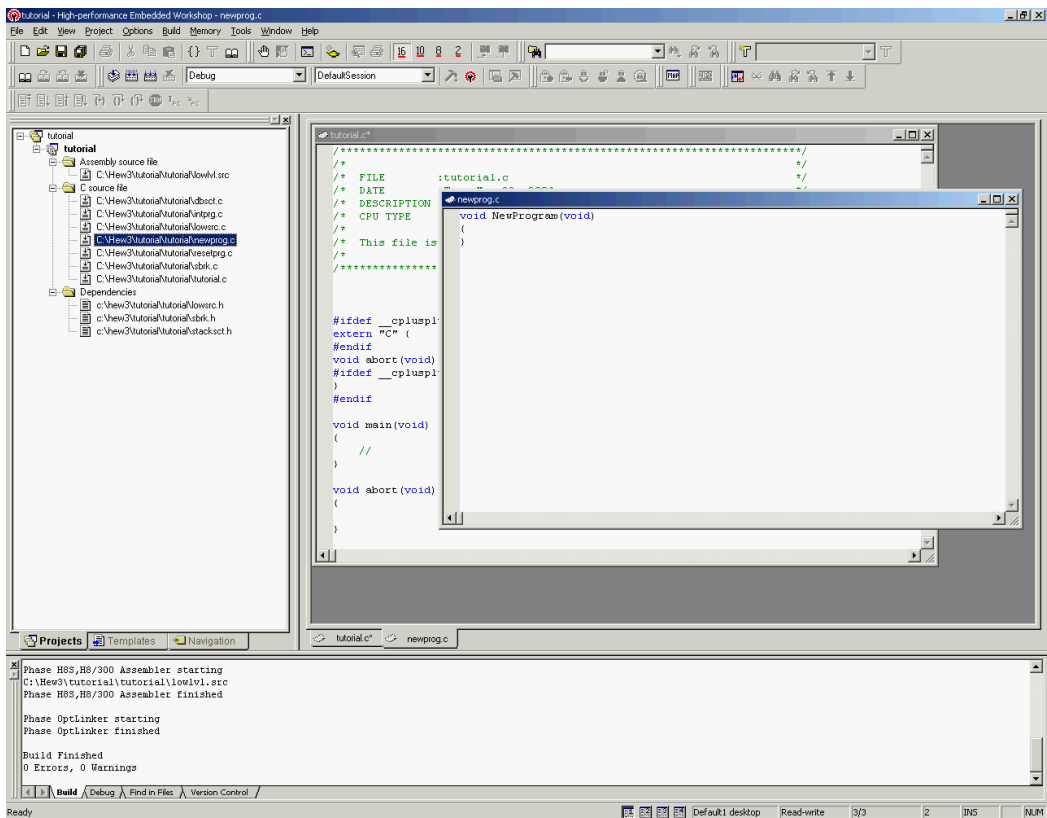 tutorial - High-performance Embedded Workshop - newprog.c
File Edit View Project Options Build Memory Tools Window Help
16 10 8 2
Debug
DefaultSession
tutorial
tutorial
Assembly source file
C:\Hew3\tutorial\tutorial\lowlvl.src
C source file
C:\Hew3\tutorial\tutorial\dbsct.c
C:\Hew3\tutorial\tutorial\intprg.c
C:\Hew3\tutorial\tutorial\lowsrc.c
C:\Hew3\tutorial\tutorial\newprog.c
C:\Hew3\tutorial\tutorial\resetprg.c
C:\Hew3\tutorial\tutorial\sbrk.c
C:\Hew3\tutorial\tutorial\tutorial.c
Dependencies
c:\hew3\tutorial\tutorial\lowsrc.h
c:\hew3\tutorial\tutorial\sbrk.h
c:\hew3\tutorial\tutorial\stacksct.h
Projects Templates Navigation
tutorial.c*
/***********************************************************************/
/* */
/* FILE :tutorial.c */
/* DATE
/* DESCRIPTION
/* CPU TYPE
/*
/* This file is
/*
/***************
#ifdef __cpluspl
extern "C" {
#endif
void abort(void)
#ifdef __cpluspl
}
#endif
void main(void)
{
//
}
void abort(void)
{
}
newprog.c
void NewProgram(void)
{
}
tutorial.c* newprog.c
Phase H8S,H8/300 Assembler starting
C:\Hew3\tutorial\tutorial\lowlvl.src
Phase H8S,H8/300 Assembler finished
Phase OptLinker starting
Phase OptLinker finished
Build Finished
0 Errors, 0 Warnings
Build Debug Find in Files Version Control
Ready Default1 desktop Read-write 3/3 2 INS NUM